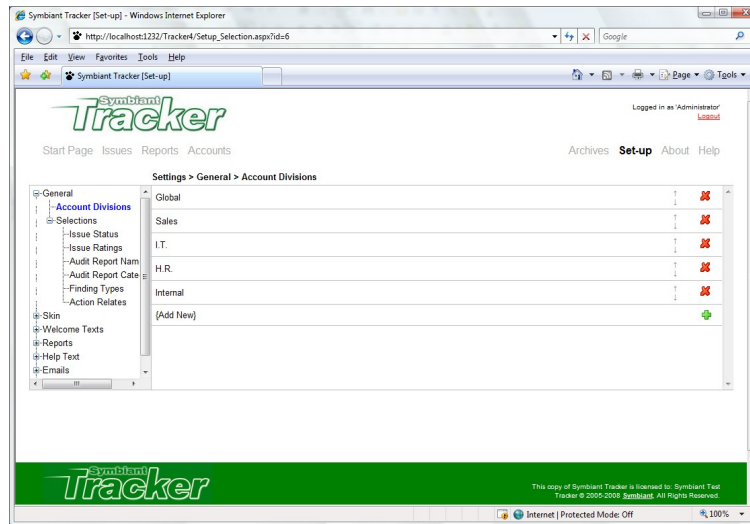 Symbiant Tracker [Set-up] - Windows Internet Explorer
http://localhost:1232/Tracker4/Setup_Selection.aspx?id=6
Google
File Edit View Favorites Tools Help
Symbiant Tracker [Set-up]
Page Tools
Symbiant
Tracker
Logged in as 'Administrator'
Logout
Start Page Issues Reports Accounts
Archives Set-up About Help
Settings > General > Account Divisions
General
Account Divisions
Selections
Issue Status
Issue Ratings
Audit Report Nam
Audit Report Cate
Finding Types
Action Relates
Skin
Welcome Texts
Reports
Help Text
Emails
Global
Sales
I.T.
H.R.
Internal
{Add New}
Symbiant
Tracker
This copy of Symbiant Tracker is licensed to: Symbiant Test
Tracker © 2005-2008 Symbiant. All Rights Reserved.
Internet | Protected Mode: Off
100%